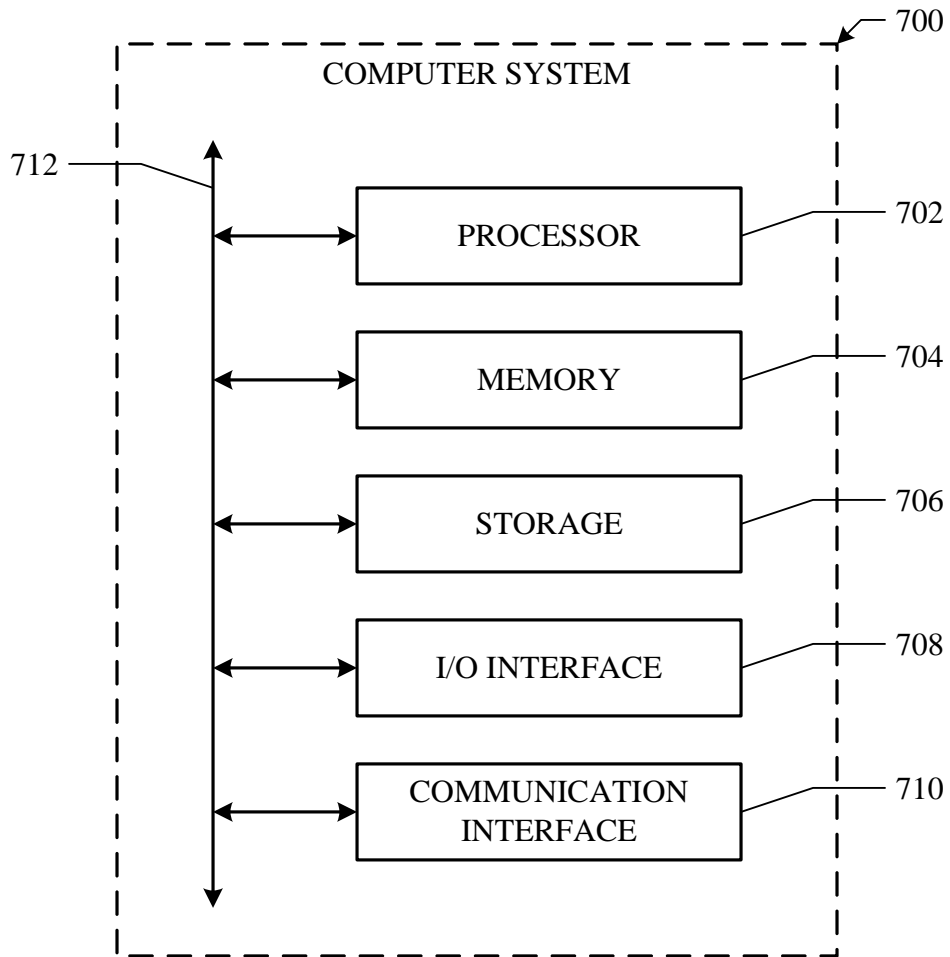 700
COMPUTER SYSTEM
712
PROCESSOR
702
MEMORY
704
STORAGE
706
I/O INTERFACE
708
COMMUNICATION
INTERFACE
710